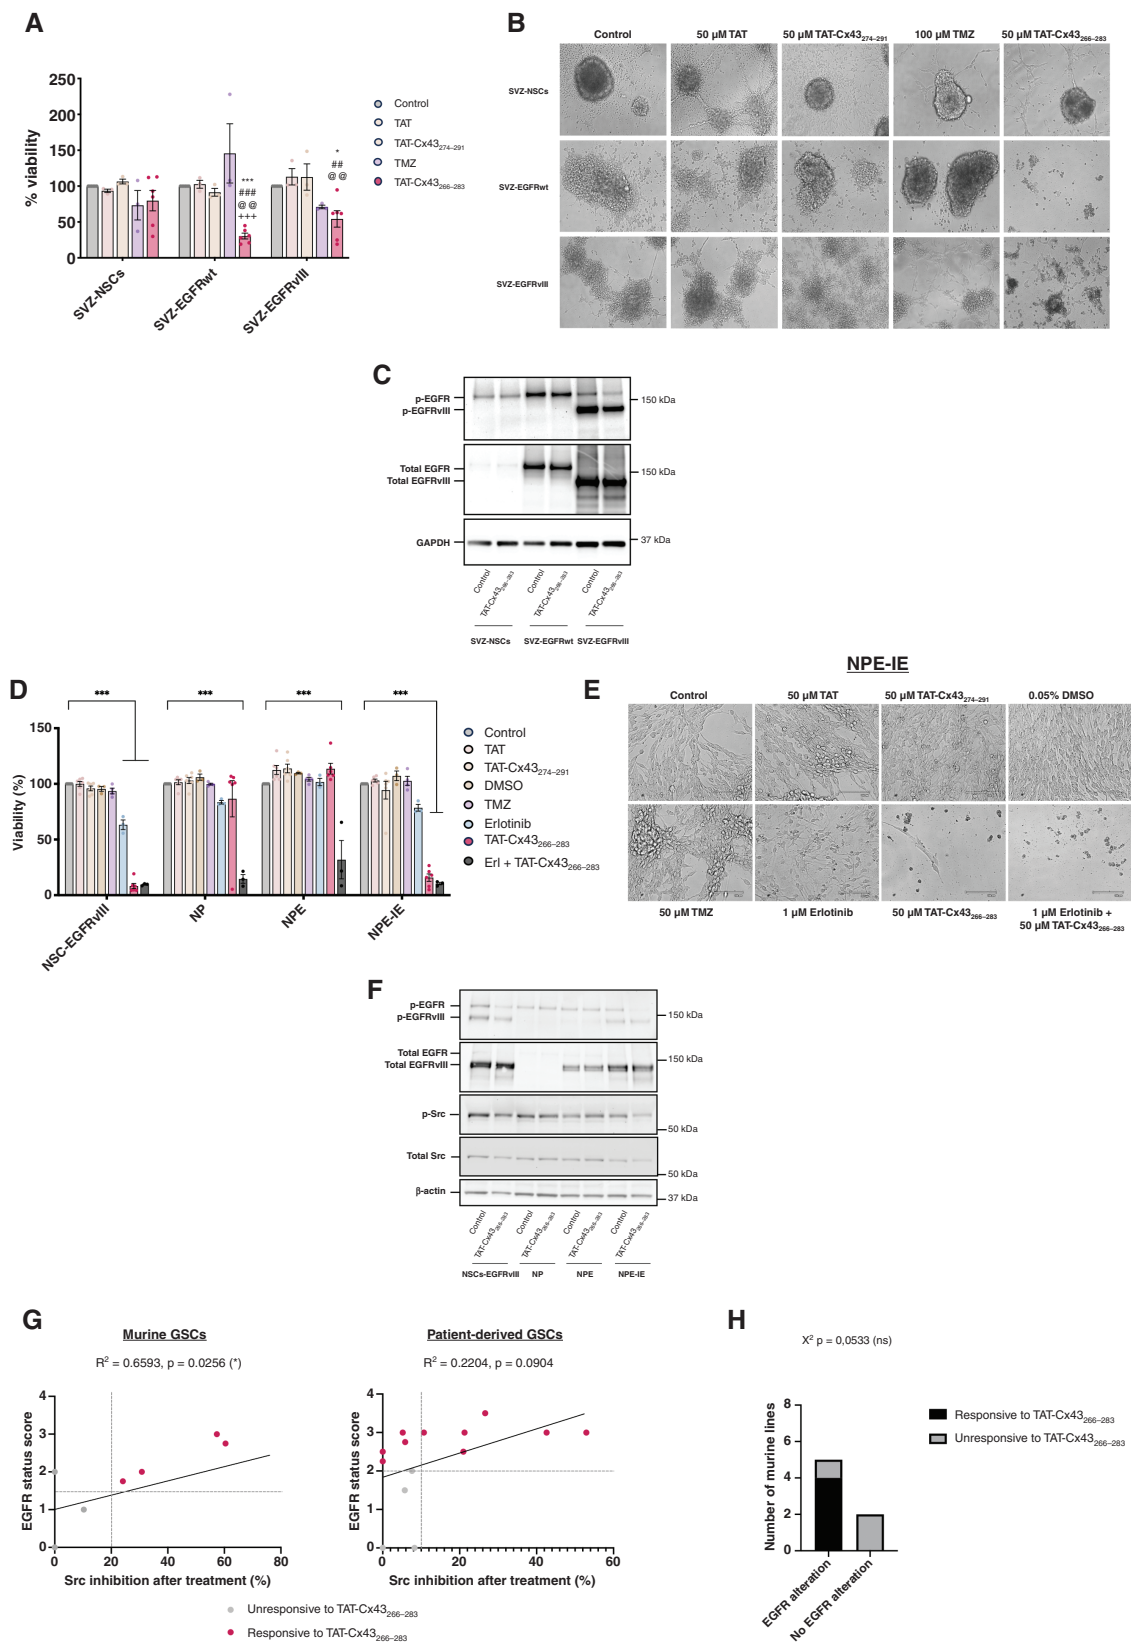 A
% viability
250
200
150
100
50
0
SVZ-NSCs
SVZ-EGFRwt
SVZ-EGFRvIII
***
###
@ @
+++
*
##
@ @
Control
TAT
TAT-Cx43274–291
TMZ
TAT-Cx43266–283
B
Control
50 µM TAT
50 µM TAT-Cx43274–291
100 µM TMZ
50 µM TAT-Cx43266–283
SVZ-NSCs
SVZ-EGFRwt
SVZ-EGFRvIII
C
p-EGFR
p-EGFRvIII
150 kDa
Total EGFR
Total EGFRvIII
150 kDa
GAPDH
37 kDa
Control
TAT-Cx43266–283
Control
TAT-Cx43266–283
Control
TAT-Cx43266–283
SVZ-NSCs
SVZ-EGFRwt
SVZ-EGFRvIII
D
Viability (%)
150
100
50
0
***
***
***
***
NSC-EGFRvIII
NP
NPE
NPE-IE
Control
TAT
TAT-Cx43274–291
DMSO
TMZ
Erlotinib
TAT-Cx43266–283
Erl + TAT-Cx43266–283
E
NPE-IE
Control
50 µM TAT
50 µM TAT-Cx43274–291
0.05% DMSO
50 µM TMZ
1 µM Erlotinib
50 µM TAT-Cx43266–283
1 µM Erlotinib +
50 µM TAT-Cx43266–283
F
p-EGFR
p-EGFRvIII
150 kDa
Total EGFR
Total EGFRvIII
150 kDa
p-Src
50 kDa
Total Src
50 kDa
β-actin
37 kDa
Control
TAT-Cx43266–283
Control
TAT-Cx43266–283
Control
TAT-Cx43266–283
Control
TAT-Cx43266–283
NSCs-EGFRvIII
NP
NPE
NPE-IE
G
Murine GSCs
R2 = 0.6593, p = 0.0256 (*)
EGFR status score
4
3
2
1
0
0
20
40
60
80
Src inhibition after treatment (%)
Patient-derived GSCs
R2 = 0.2204, p = 0.0904
EGFR status score
4
3
2
1
0
0
20
40
60
Src inhibition after treatment (%)
Unresponsive to TAT-Cx43266–283
Responsive to TAT-Cx43266–283
H
X2 p = 0,0533 (ns)
Number of murine lines
8
6
4
2
0
EGFR alteration
No EGFR alteration
Responsive to TAT-Cx43266–283
Unresponsive to TAT-Cx43266–283